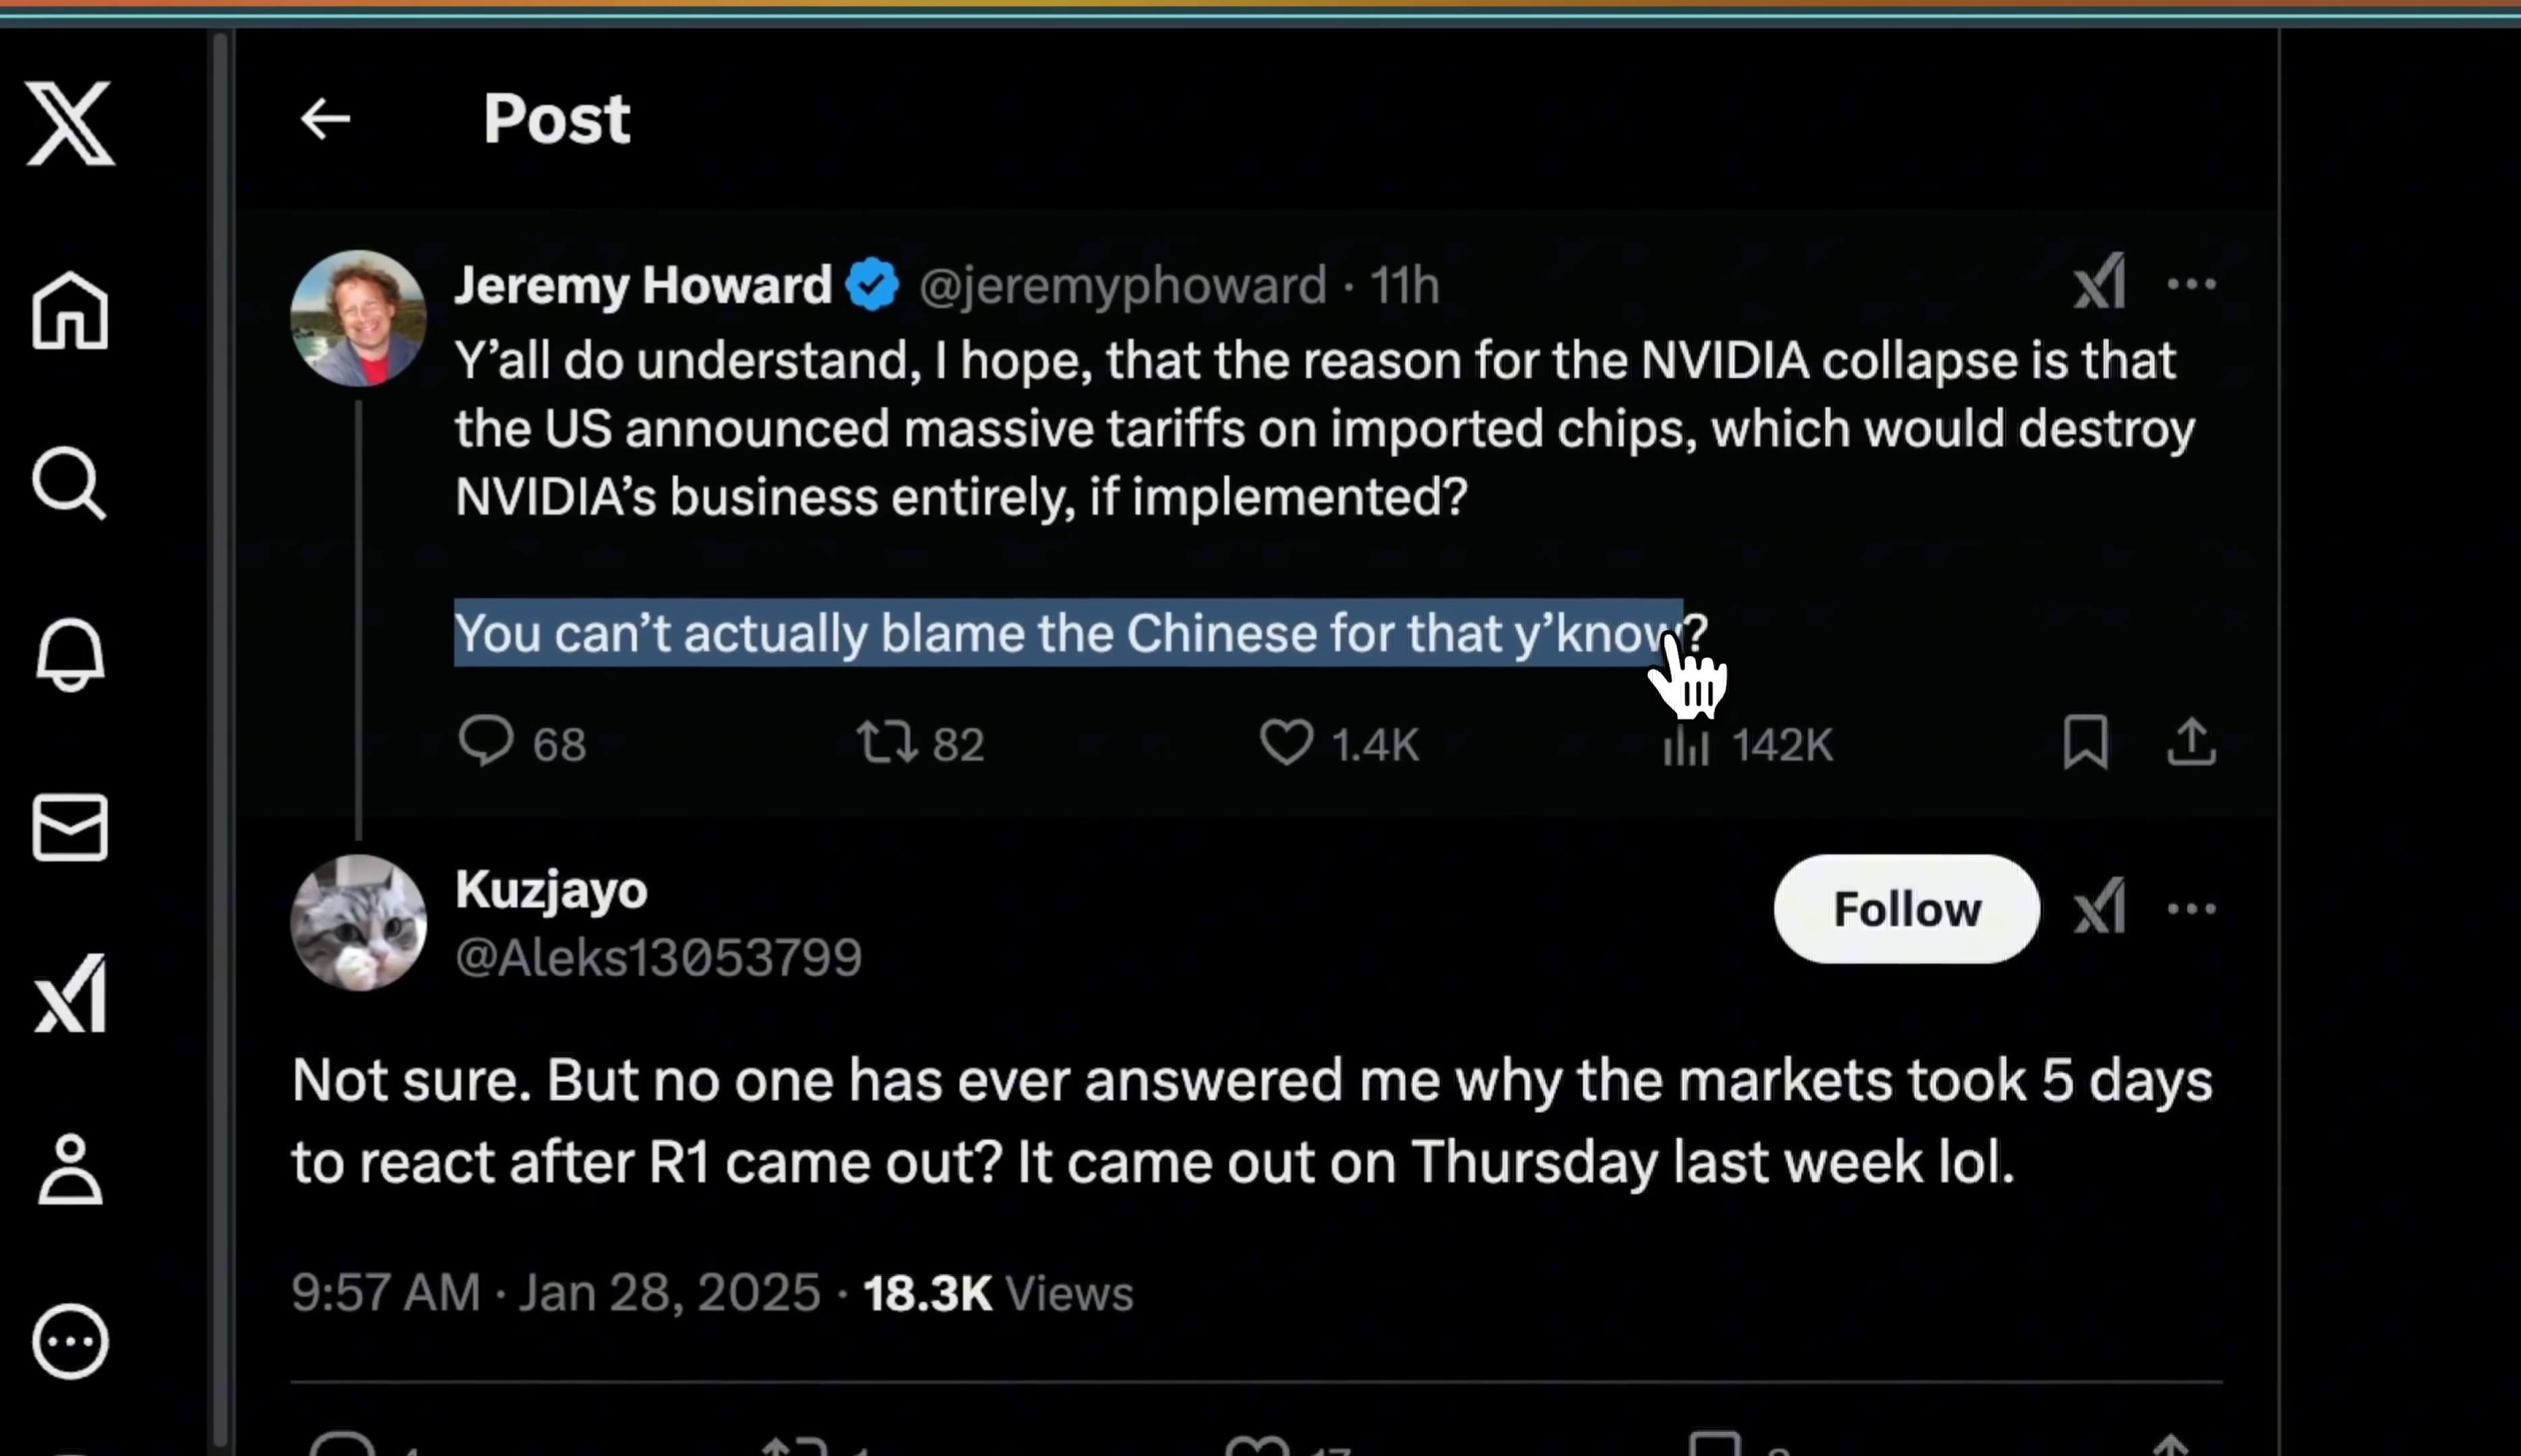 Post
Jeremy Howard @jeremyphoward · 11h
Y’all do understand, I hope, that the reason for the NVIDIA collapse is that
the US announced massive tariffs on imported chips, which would destroy
NVIDIA’s business entirely, if implemented?
You can’t actually blame the Chinese for that y’know?
68 82 1.4K 142K
Kuzjayo
@Aleks13053799
Follow
Not sure. But no one has ever answered me why the markets took 5 days
to react after R1 came out? It came out on Thursday last week lol.
9:57 AM · Jan 28, 2025 · 18.3K Views